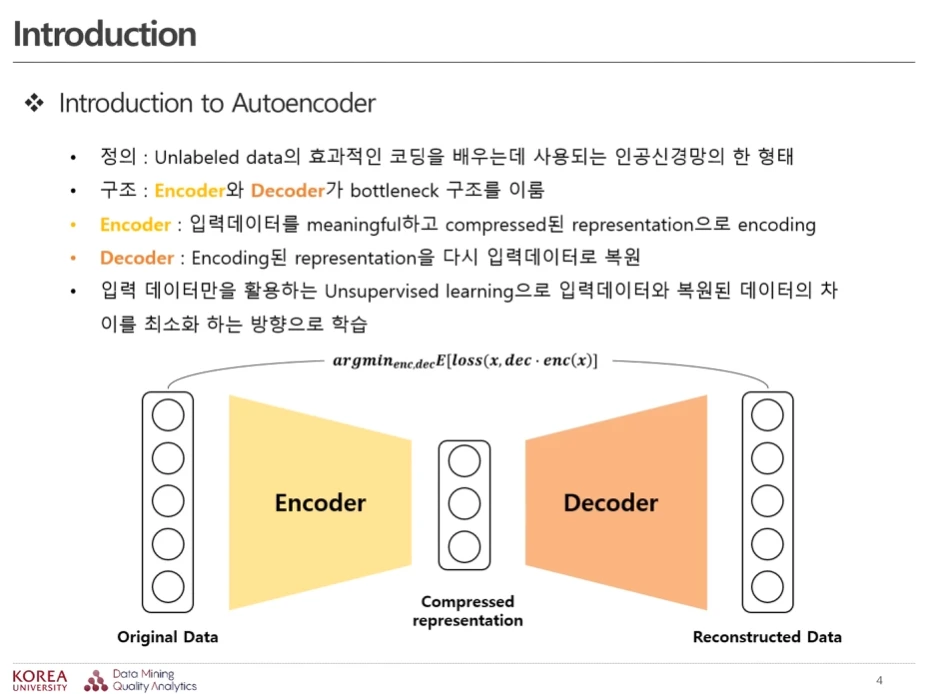 Introduction
❖ Introduction to Autoencoder
• 정의 : Unlabeled data의 효과적인 코딩을 배우는데 사용되는 인공신경망의 한 형태
• 구조 : Encoder와 Decoder가 bottleneck 구조를 이룸
• Encoder : 입력데이터를 meaningful하고 compressed된 representation으로 encoding
• Decoder : Encoding된 representation을 다시 입력데이터로 복원
• 입력 데이터만을 활용하는 Unsupervised learning으로 입력데이터와 복원된 데이터의 차
이를 최소화 하는 방향으로 학습
argmin_{enc,dec}E[loss(x, dec · enc(x)]
Encoder
Decoder
Compressed
representation
Original Data
Reconstructed Data
KOREA
UNIVERSITY
Data Mining
Quality Analytics
4